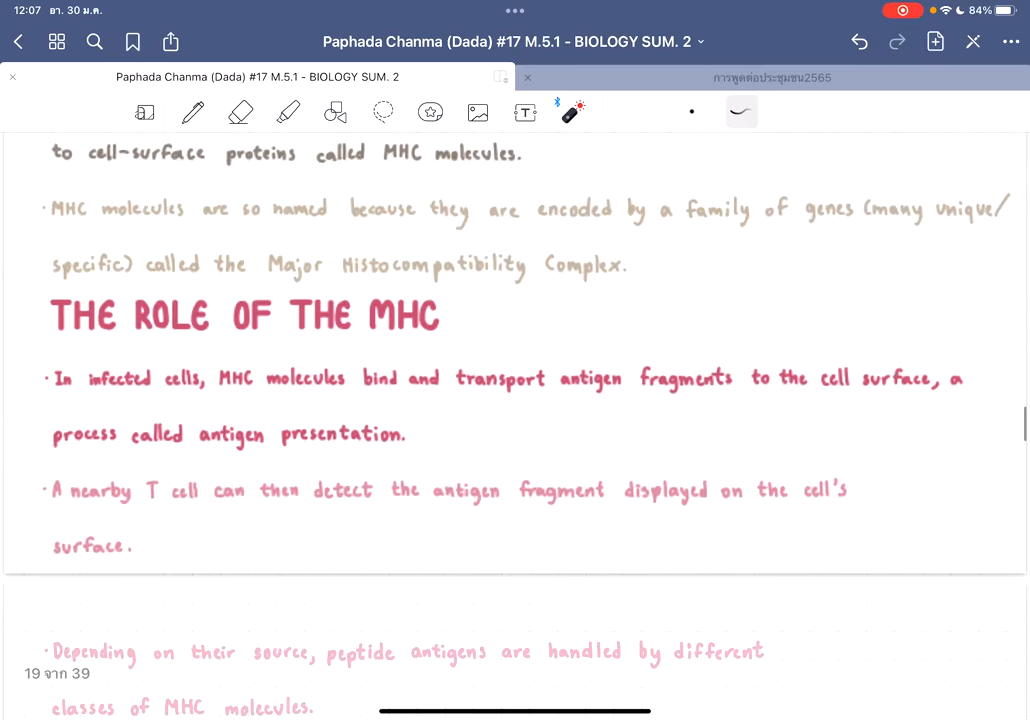 12:07 อา. 30 ม.ค.
84%
Paphada Chanma (Dada) #17 M.5.1 - BIOLOGY SUM. 2
Paphada Chanma (Dada) #17 M.5.1 - BIOLOGY SUM. 2
การพูดต่อประชุมชน2565
to cell-surface proteins called MHC molecules.
· MHC molecules are so named because they are encoded by a family of genes (many unique/
specific) called the Major Histocompatibility Complex.
THE ROLE OF THE MHC
· In infected cells, MHC molecules bind and transport antigen fragments to the cell surface, a
process called antigen presentation.
· A nearby T cell can then detect the antigen fragment displayed on the cell's
surface.
· Depending on their source, peptide antigens are handled by different
19 จาก 39
classes of MHC molecules.